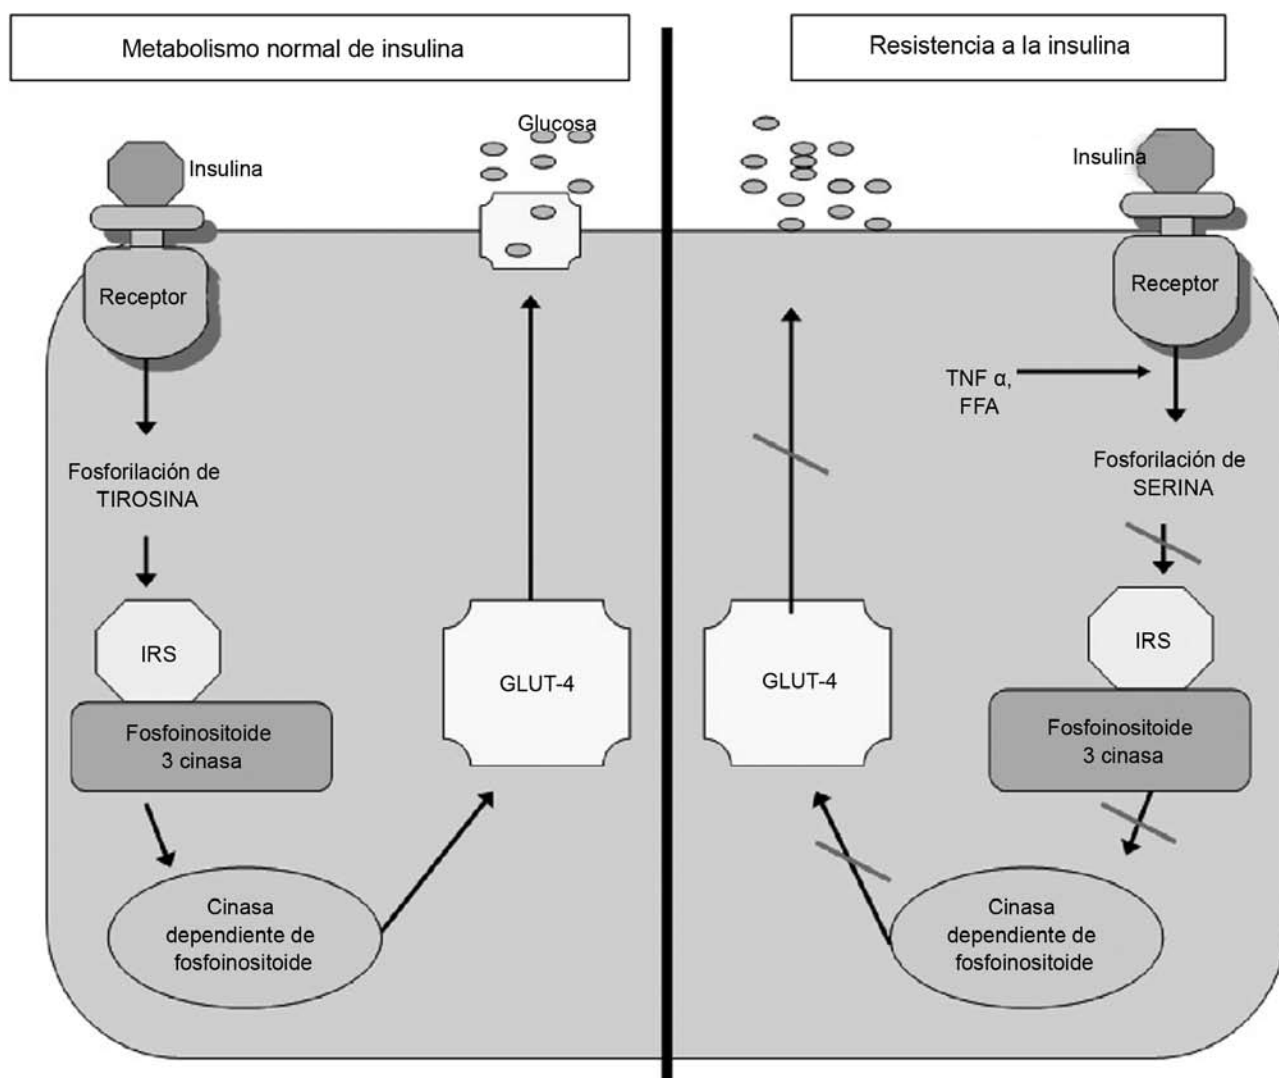 Metabolismo normal de insulina
Glucosa
Insulina
Receptor
Fosforilación de
TIROSINA
IRS
Fosfoinositoide
3 cinasa
Cinasa
dependiente de
fosfoinositoide
GLUT-4
Resistencia a la insulina
Insulina
Receptor
TNF α,
FFA
Fosforilación de
SERINA
IRS
Fosfoinositoide
3 cinasa
Cinasa
dependiente de
fosfoinositoide
GLUT-4